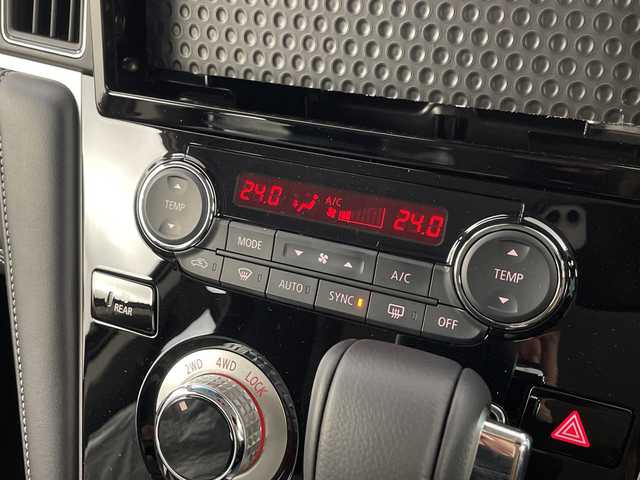 24.0 A/C 24.0
TEMP
MODE
A/C
TEMP
AUTO
SYNC
OFF
REAR
2WD 4WD LOCK